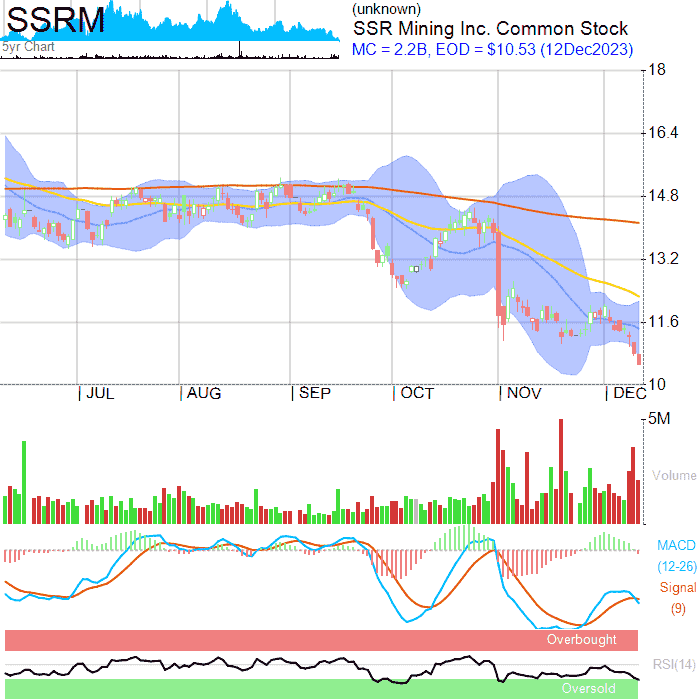 SSRM
5yr Chart
(unknown)
SSR Mining Inc. Common Stock
MC = 2.2B, EOD = $10.53 (12Dec2023)
18
16.4
14.8
13.2
11.6
10
JUL AUG SEP OCT NOV DEC
5M
Volume
MACD
(12-26)
Signal
(9)
Overbought
RSI(14)
Oversold